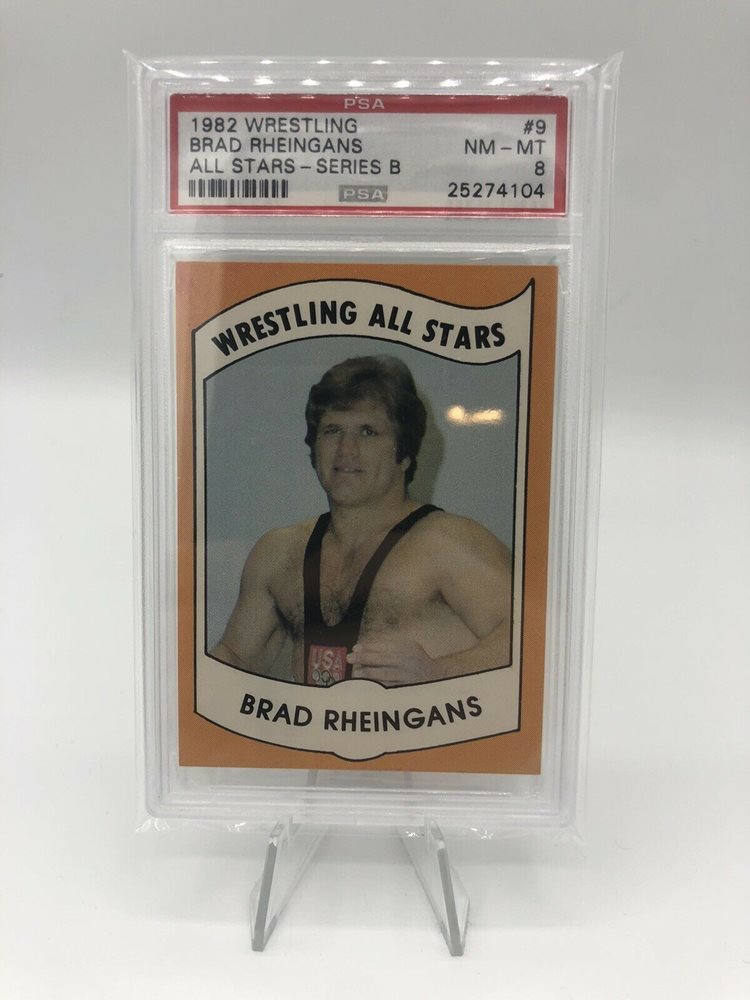 PSA
1982 WRESTLING #9
BRAD RHEINGANS NM-MT
ALL STARS-SERIES B 8
PSA 25274104
WRESTLING ALL STARS
USA
BRAD RHEINGANS